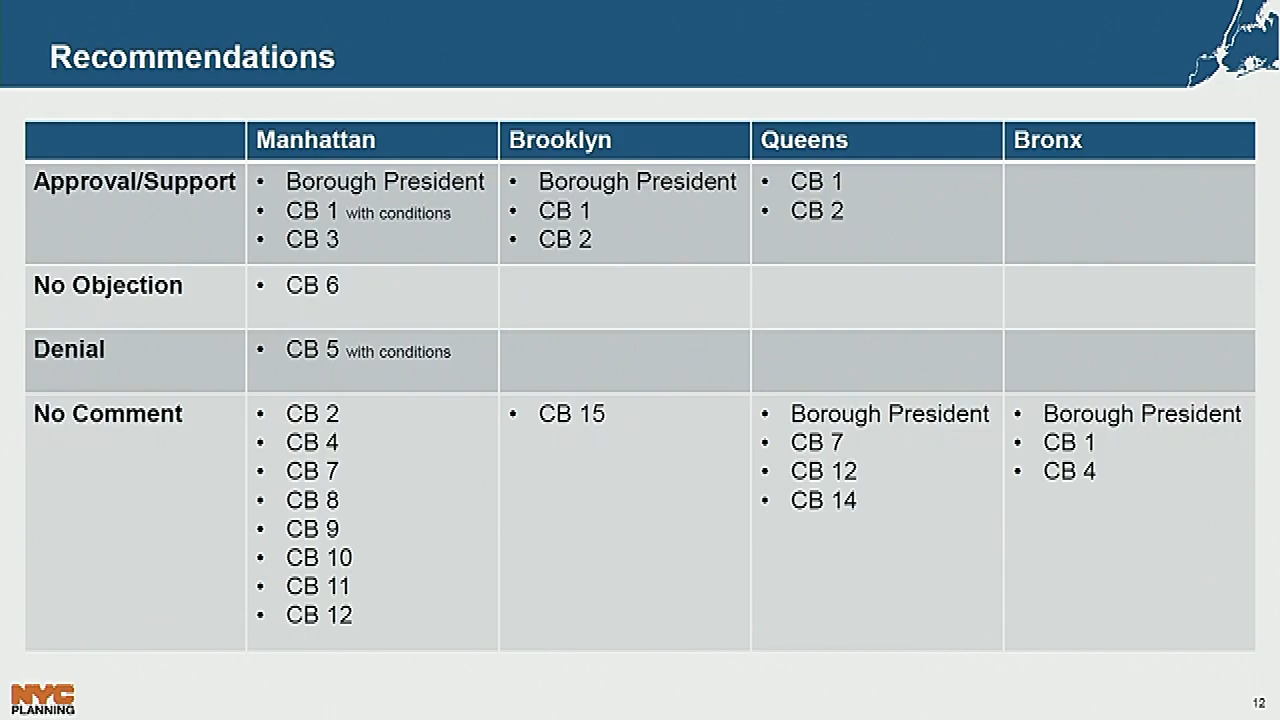 Recommendations
Manhattan Brooklyn Queens Bronx
Approval/Support • Borough President • Borough President • CB 1
• CB 1 with conditions • CB 1 • CB 2
• CB 3 • CB 2
No Objection • CB 6
Denial • CB 5 with conditions
No Comment • CB 2 • CB 15 • Borough President • Borough President
• CB 4 • CB 7 • CB 1
• CB 7 • CB 12 • CB 4
• CB 8 • CB 14
• CB 9
• CB 10
• CB 11
• CB 12
NYC
PLANNING
12